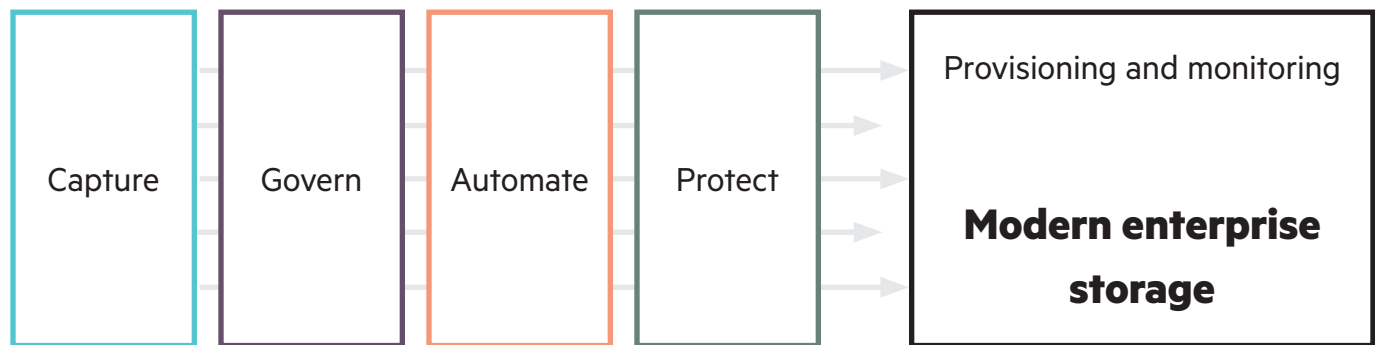 Capture
Govern
Automate
Protect
Provisioning and monitoring
Modern enterprise
storage